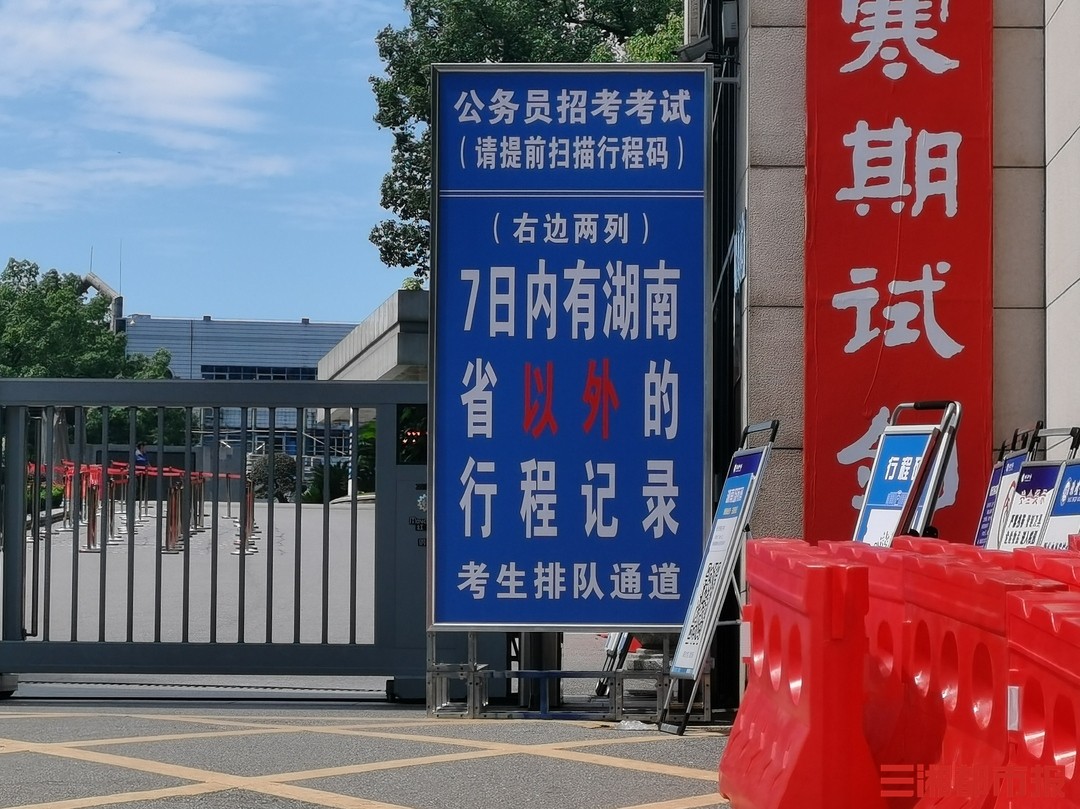 公务员招考考试
（请提前扫描行程码）
（右边两列）
7日内有湖南
省以外的
行程记录
考生排队通道
寒
期
试
行程